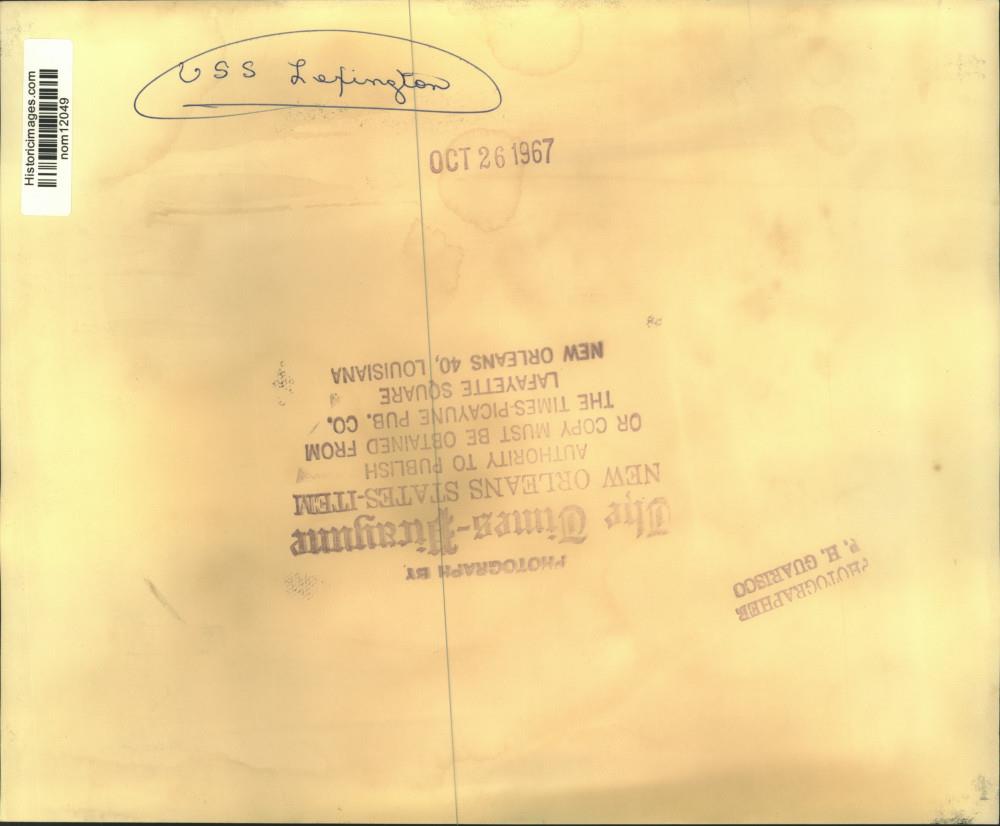 Historicimages.com
nom12049
USS Lexington
OCT 26 1967
PHOTOGRAPH BY
The Times-Picayune
NEW ORLEANS STATES-ITEM
AUTHORITY TO PUBLISH
OR COPY MUST BE OBTAINED FROM
THE TIMES-PICAYUNE PUB. CO.
LAFAYETTE SQUARE
NEW ORLEANS 40, LOUISIANA
PHOTOGRAPHER
P. H. GUARISCO